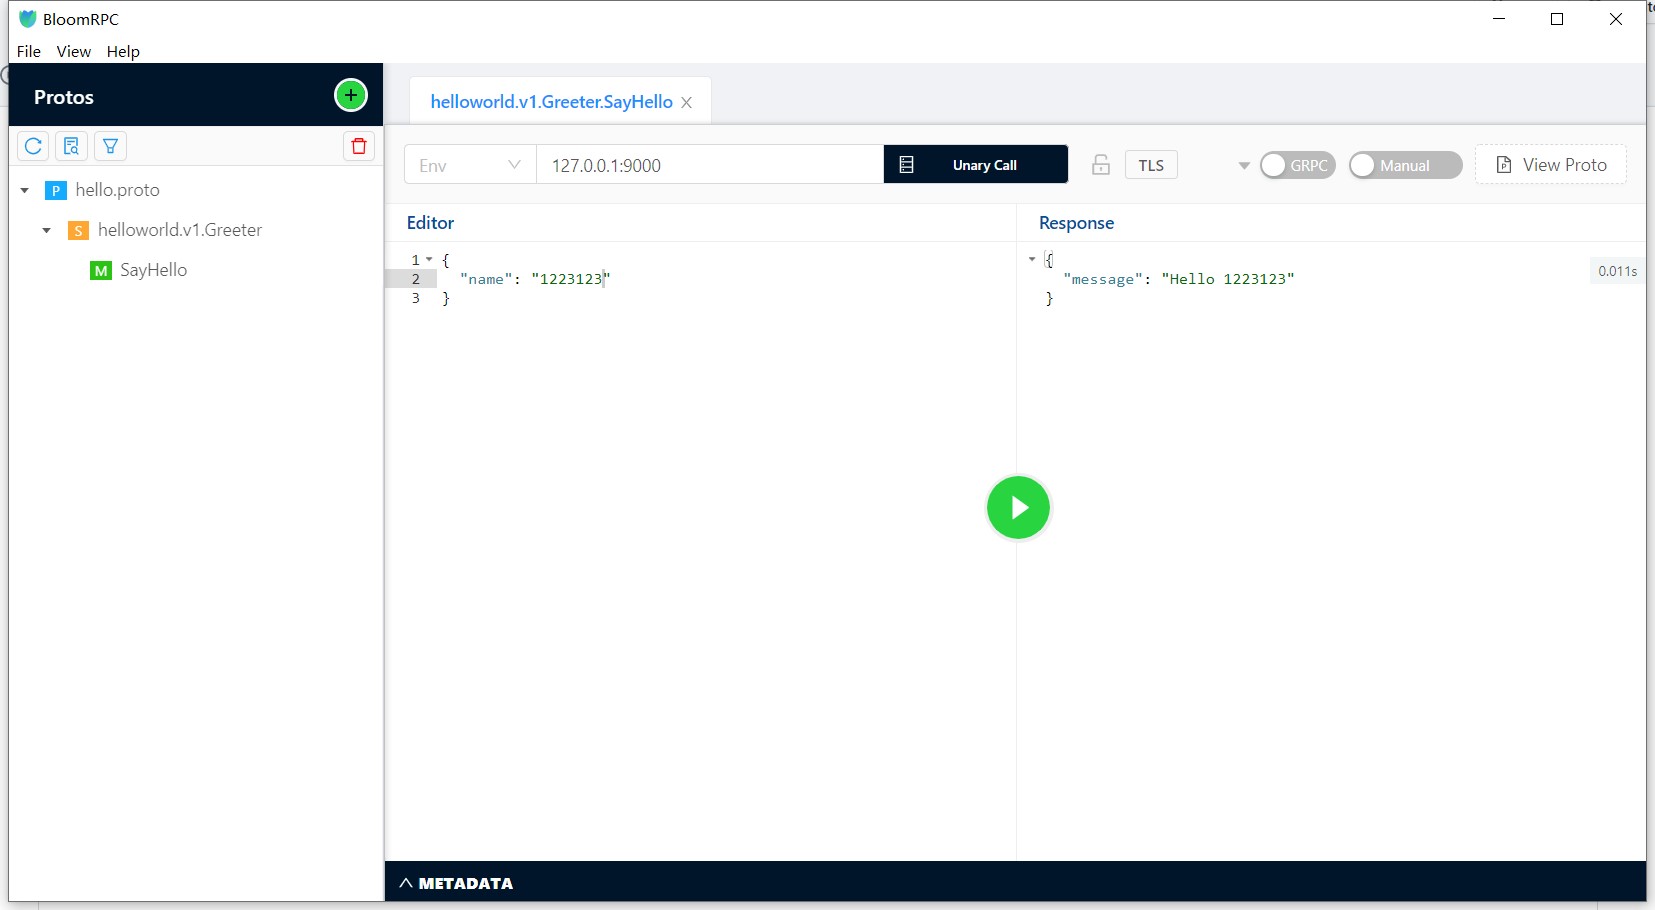 BloomRPC
File View Help
Protos
helloworld.v1.Greeter.SayHello
Env 127.0.0.1:9000 Unary Call TLS GRPC Manual View Proto
P hello.proto
S helloworld.v1.Greeter
M SayHello
Editor
1 {
2 "name": "1223123"
3 }
Response
{
"message": "Hello 1223123"
}
0.011s
METADATA